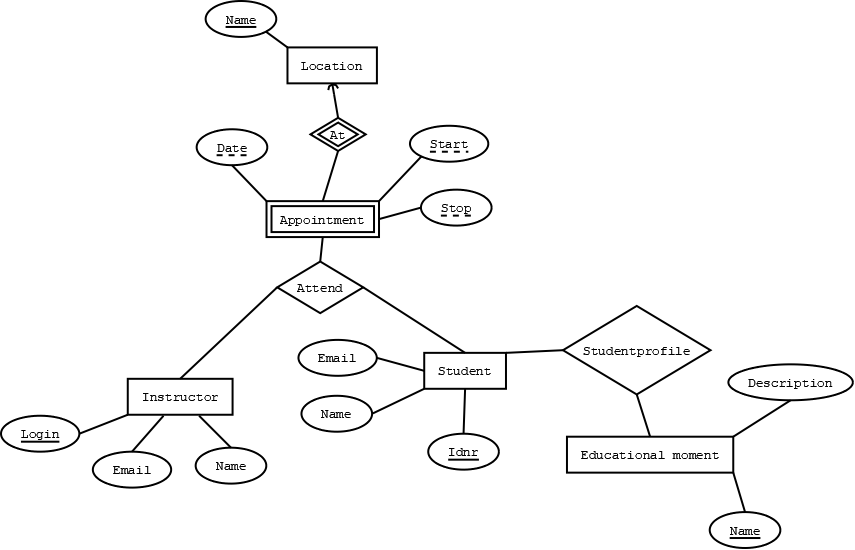 Name
Location
At
Date
Start
Stop
Appointment
Attend
Email
Student
Studentprofile
Description
Instructor
Name
Login
Email
Name
Idnr
Educational moment
Name